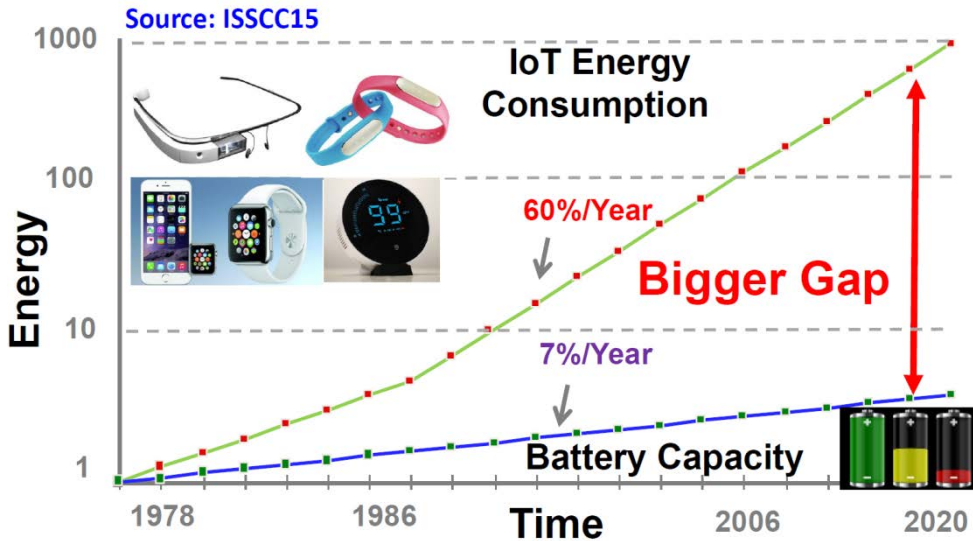 Source: ISSCC15
1000
IoT Energy
Consumption
100
99
60%/Year
Bigger Gap
Energy
10
7%/Year
1
Battery Capacity
1978
1986
Time
2006
2020